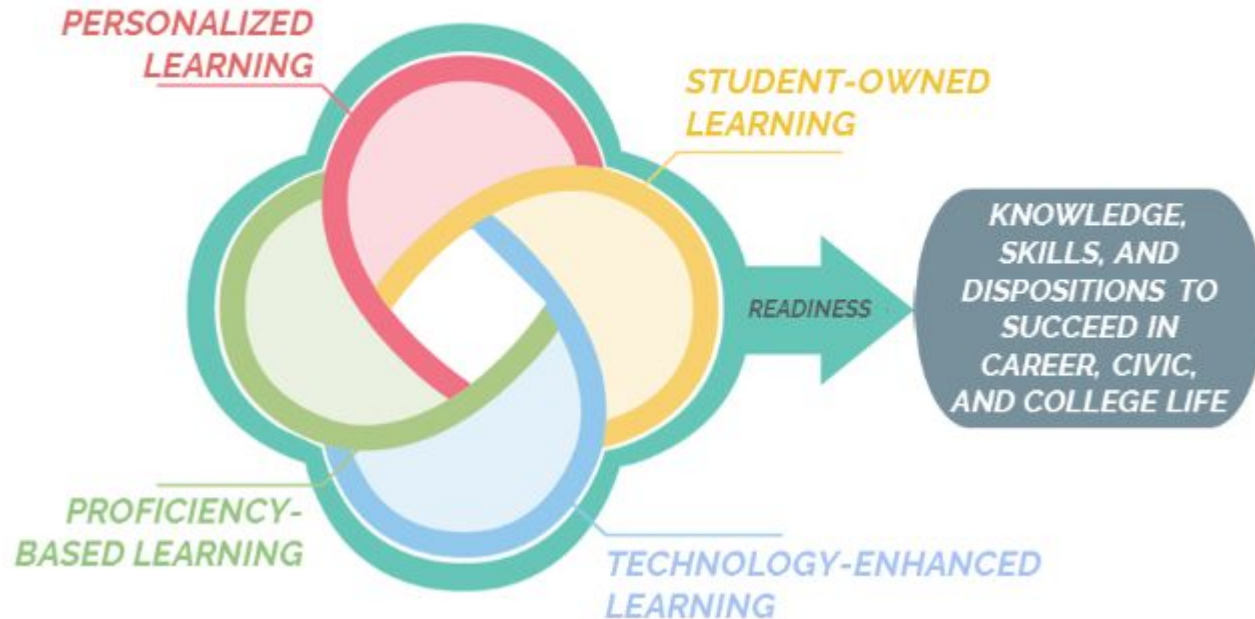 PERSONALIZED
LEARNING
STUDENT-OWNED
LEARNING
READINESS
KNOWLEDGE,
SKILLS, AND
DISPOSITIONS TO
SUCCEED IN
CAREER, CIVIC,
AND COLLEGE LIFE
PROFICIENCY-
BASED LEARNING
TECHNOLOGY-ENHANCED
LEARNING